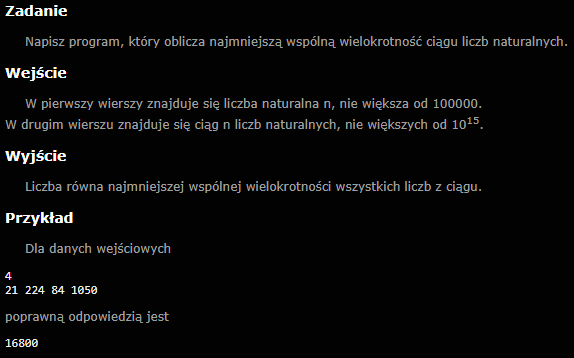 Zadanie
Napisz program, który oblicza najmniejszą wspólną wielokrotność ciągu liczb naturalnych.
Wejście
W pierwszy wierszy znajduje się liczba naturalna n, nie większa od 100000.
W drugim wierszu znajduje się ciąg n liczb naturalnych, nie większych od 10¹⁵.
Wyjście
Liczba równa najmniejszej wspólnej wielokrotności wszystkich liczb z ciągu.
Przykład
Dla danych wejściowych
4
21 224 84 1050
poprawną odpowiedzią jest
16800